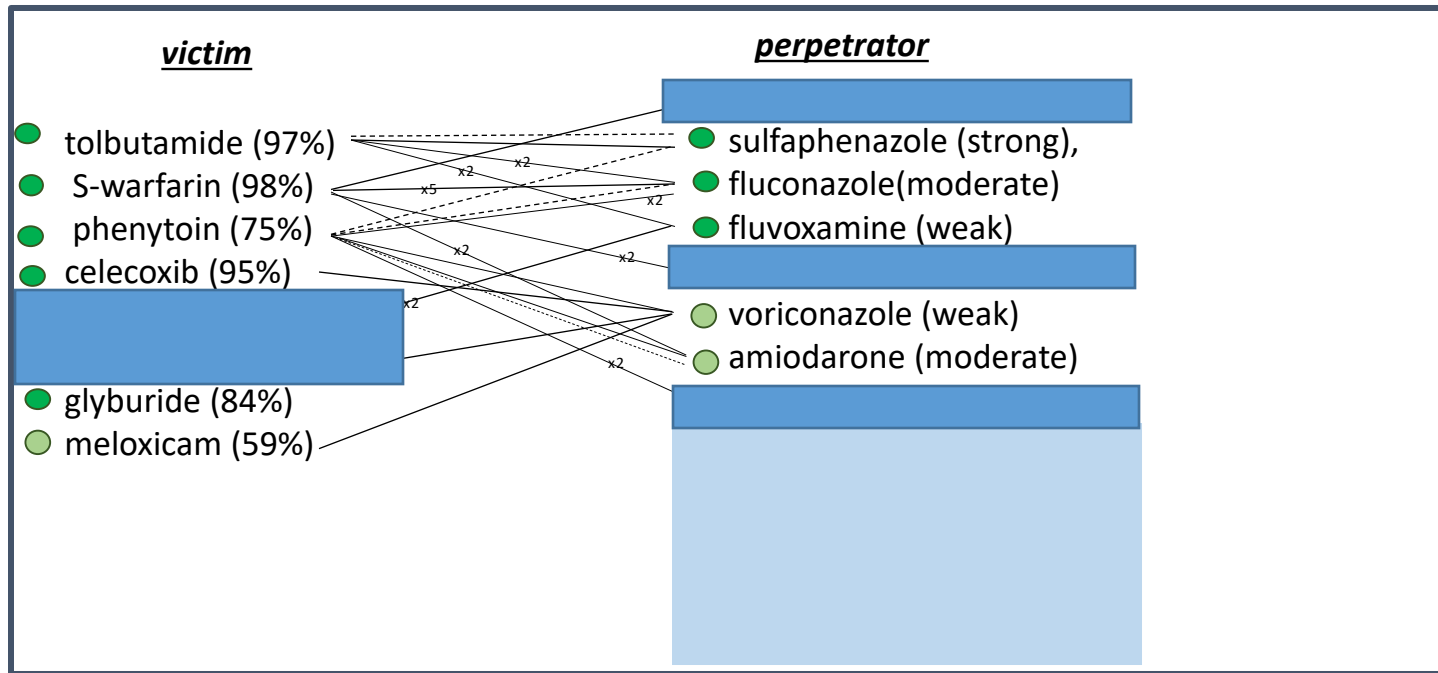 victim
perpetrator
tolbutamide (97%)
S-warfarin (98%)
phenytoin (75%)
celecoxib (95%)
glyburide (84%)
meloxicam (59%)
x2
x2
x5
x2
x2
x2
x2
x2
sulfaphenazole (strong),
fluconazole(moderate)
fluvoxamine (weak)
voriconazole (weak)
amiodarone (moderate)